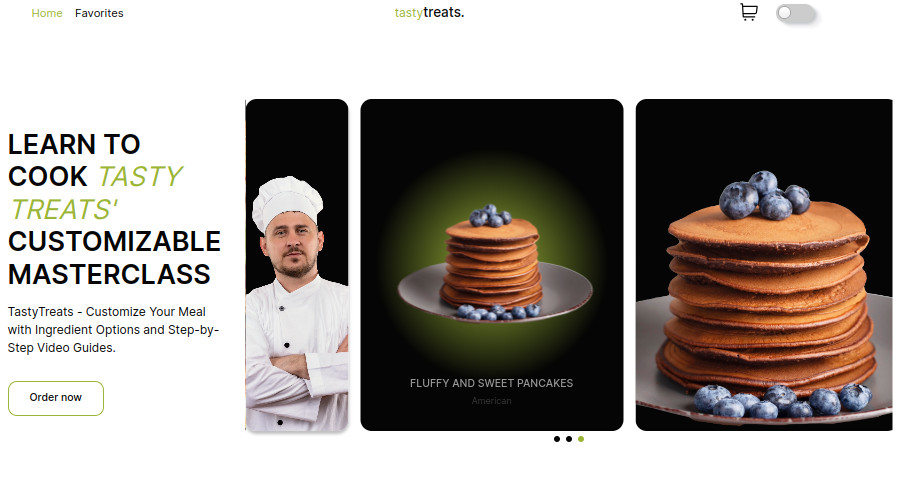 Home Favorites
tastytreats.
LEARN TO
COOK TASTY
TREATS'
CUSTOMIZABLE
MASTERCLASS
TastyTreats - Customize Your Meal
with Ingredient Options and Step-by-
Step Video Guides.
Order now
FLUFFY AND SWEET PANCAKES
American